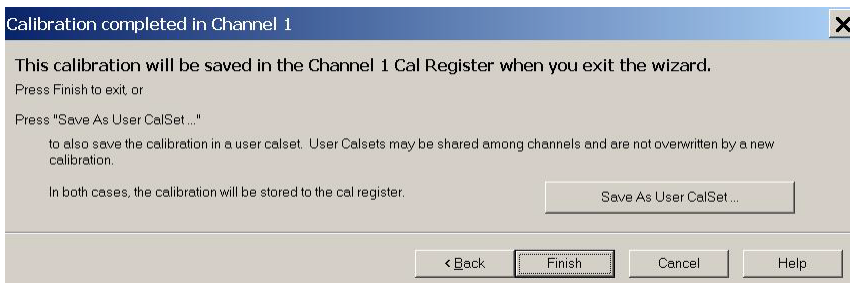 Calibration completed in Channel 1
This calibration will be saved in the Channel 1 Cal Register when you exit the wizard.
Press Finish to exit, or
Press "Save As User CalSet ..."
to also save the calibration in a user calset. User Calsets may be shared among channels and are not overwritten by a new
calibration.
In both cases, the calibration will be stored to the cal register.
Save As User CalSet ...
< Back
Finish
Cancel
Help